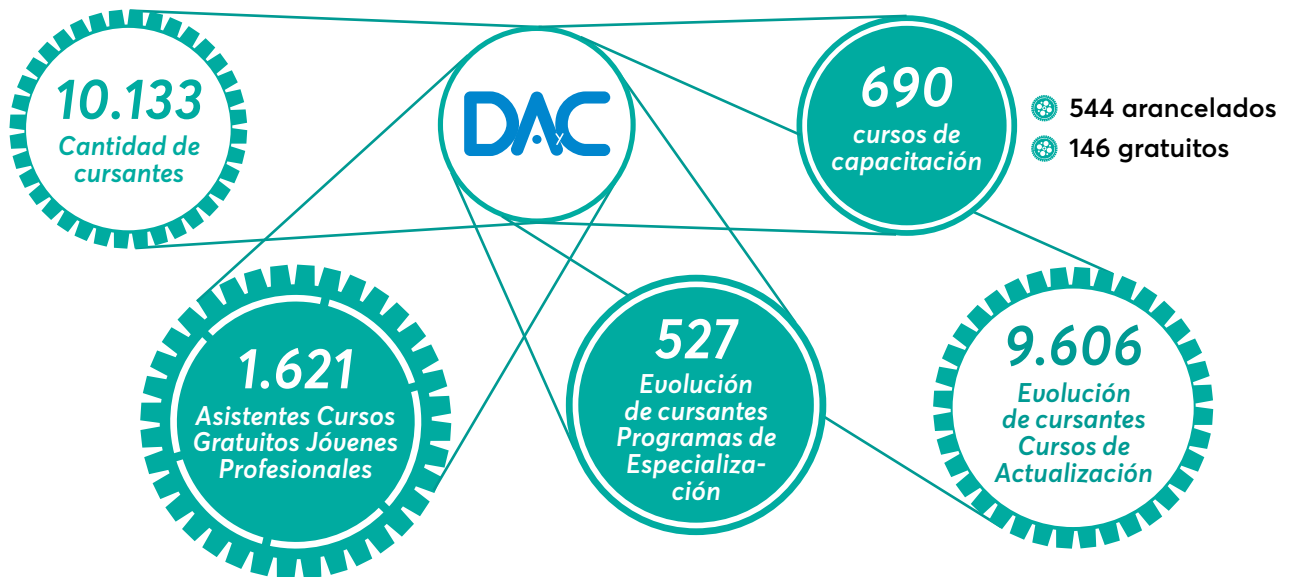 10.133
Cantidad de
cursantes
DAyC
690
cursos de
capacitación
544 arancelados
146 gratuitos
1.621
Asistentes Cursos
Gratuitos Jóvenes
Profesionales
527
Evolución
de cursantes
Programas de
Especializa-
ción
9.606
Evolución
de cursantes
Cursos de
Actualización